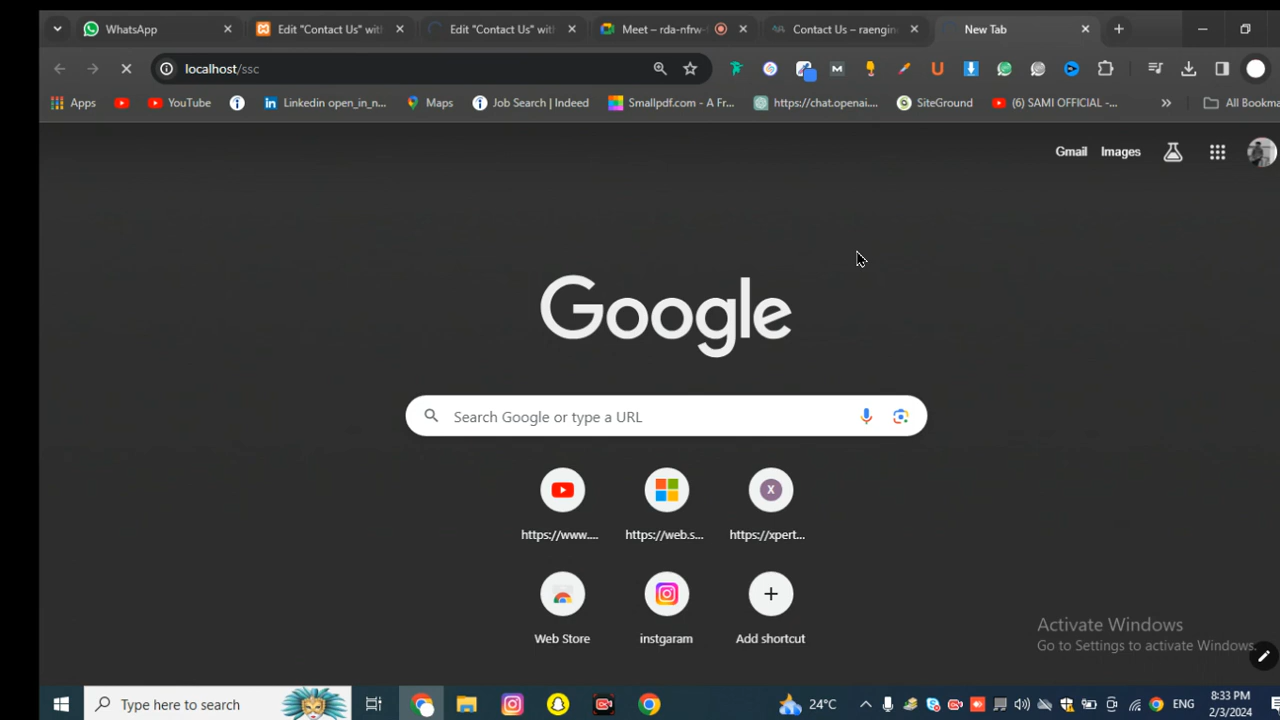 WhatsApp
Edit "Contact Us" wit
Edit "Contact Us" with
Meet – rda-nfrw-
Contact Us – raengin
New Tab
localhost/ssc
Apps
YouTube
Linkedin open_in_n...
Maps
Job Search | Indeed
Smallpdf.com - A Fr...
https://chat.openai....
SiteGround
(6) SAMI OFFICIAL -...
All Bookma
Gmail
Images
Google
Search Google or type a URL
X
https://www....
https://web.s...
https://xpert...
Web Store
instgaram
Add shortcut
Activate Windows
Go to Settings to activate Windows.
Type here to search
24°C
ENG
8:33 PM
2/3/2024